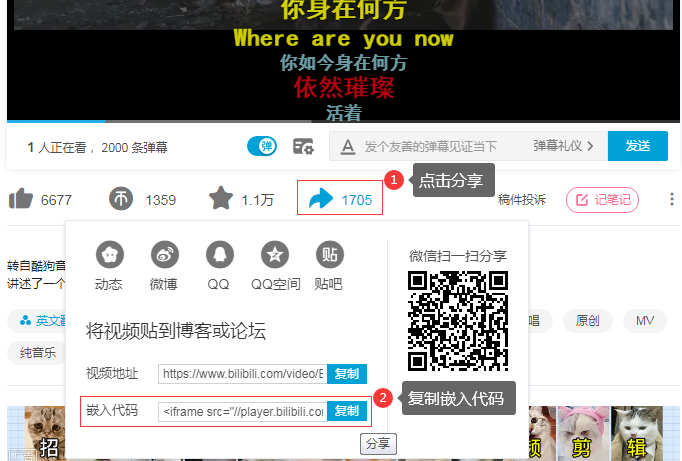 你身在何方
Where are you now
你如今身在何方
依然璀璨
活着
1 人正在看， 2000 条弹幕
弹
A 发个友善的弹幕见证当下 弹幕礼仪 > 发送
6677 币 1359 1.1万 1705 1 点击分享 稿件投诉 记笔记
转自酷狗音
讲述了一个
英文翻 唱 原创 MV
纯音乐
贴
动态 微博 QQ QQ空间 贴吧
微信扫一扫分享
将视频贴到博客或论坛
视频地址 https://www.bilibili.com/video/E 复制
嵌入代码 <iframe src="//player.bilibili.co 复制 2 复制嵌入代码
分享
招 频 剪 辑
广告